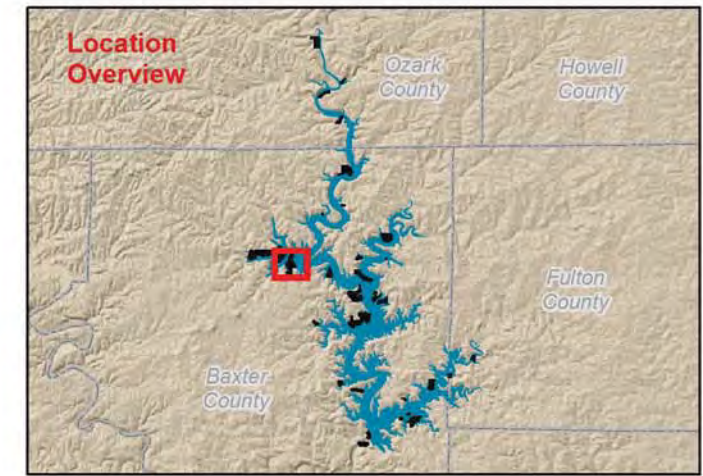 Location
Overview
Ozark
County
Howell
County
Fulton
County
Baxter
County